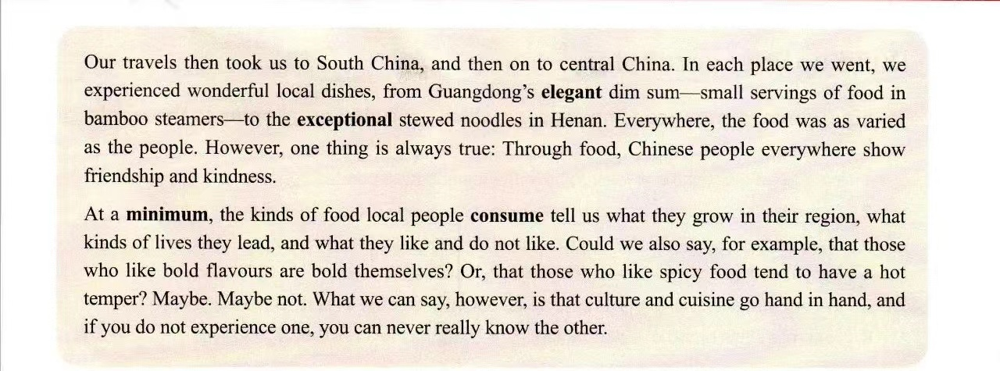 Our travels then took us to South China, and then on to central China. In each place we went, we
experienced wonderful local dishes, from Guangdong’s elegant dim sum—small servings of food in
bamboo steamers—to the exceptional stewed noodles in Henan. Everywhere, the food was as varied
as the people. However, one thing is always true: Through food, Chinese people everywhere show
friendship and kindness.
At a minimum, the kinds of food local people consume tell us what they grow in their region, what
kinds of lives they lead, and what they like and do not like. Could we also say, for example, that those
who like bold flavours are bold themselves? Or, that those who like spicy food tend to have a hot
temper? Maybe. Maybe not. What we can say, however, is that culture and cuisine go hand in hand, and
if you do not experience one, you can never really know the other.